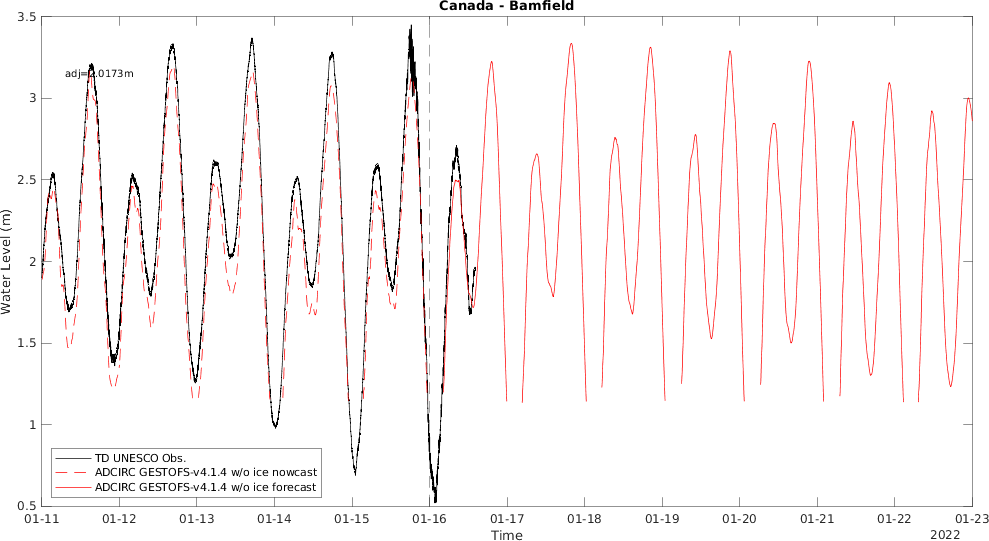 Canada - Bamfield
3.5
3
2.5
2
1.5
1
0.5
Water Level (m)
adj=2.0173m
TD UNESCO Obs.
ADCIRC GESTOFS-v4.1.4 w/o ice nowcast
ADCIRC GESTOFS-v4.1.4 w/o ice forecast
01-11 01-12 01-13 01-14 01-15 01-16 01-17 01-18 01-19 01-20 01-21 01-22 01-23
Time
2022